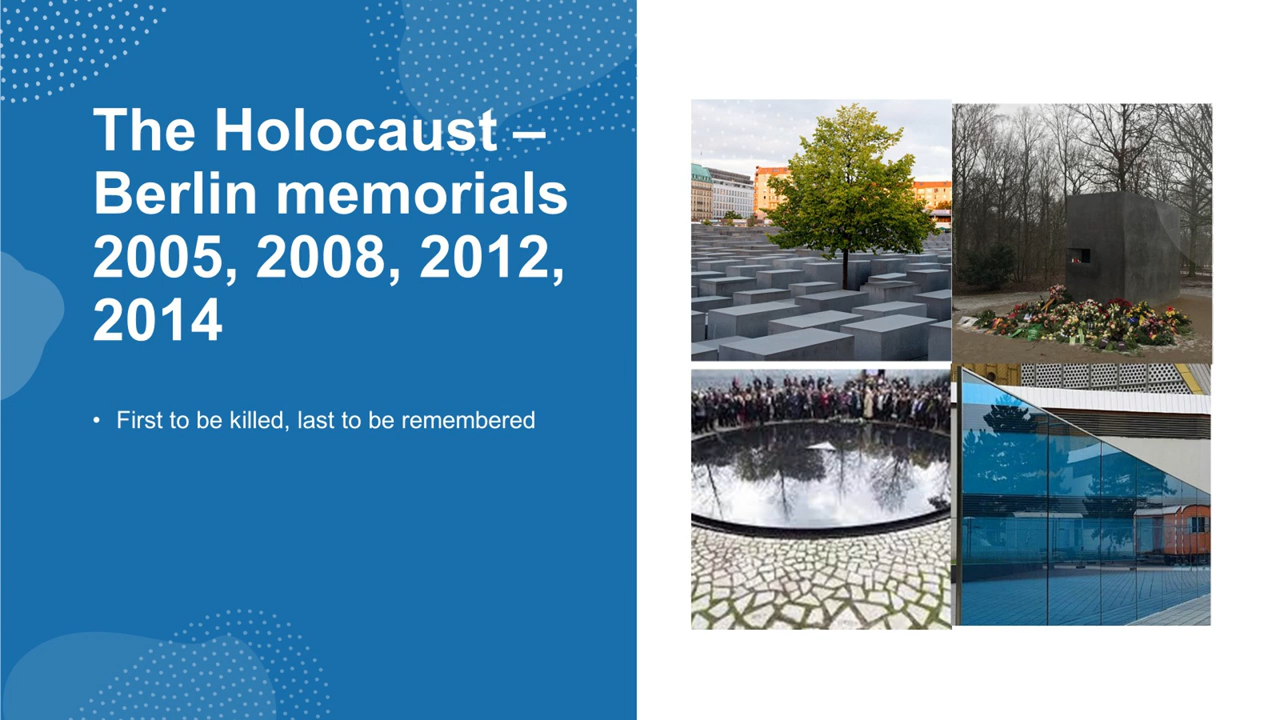 The Holocaust –
Berlin memorials
2005, 2008, 2012,
2014
• First to be killed, last to be remembered